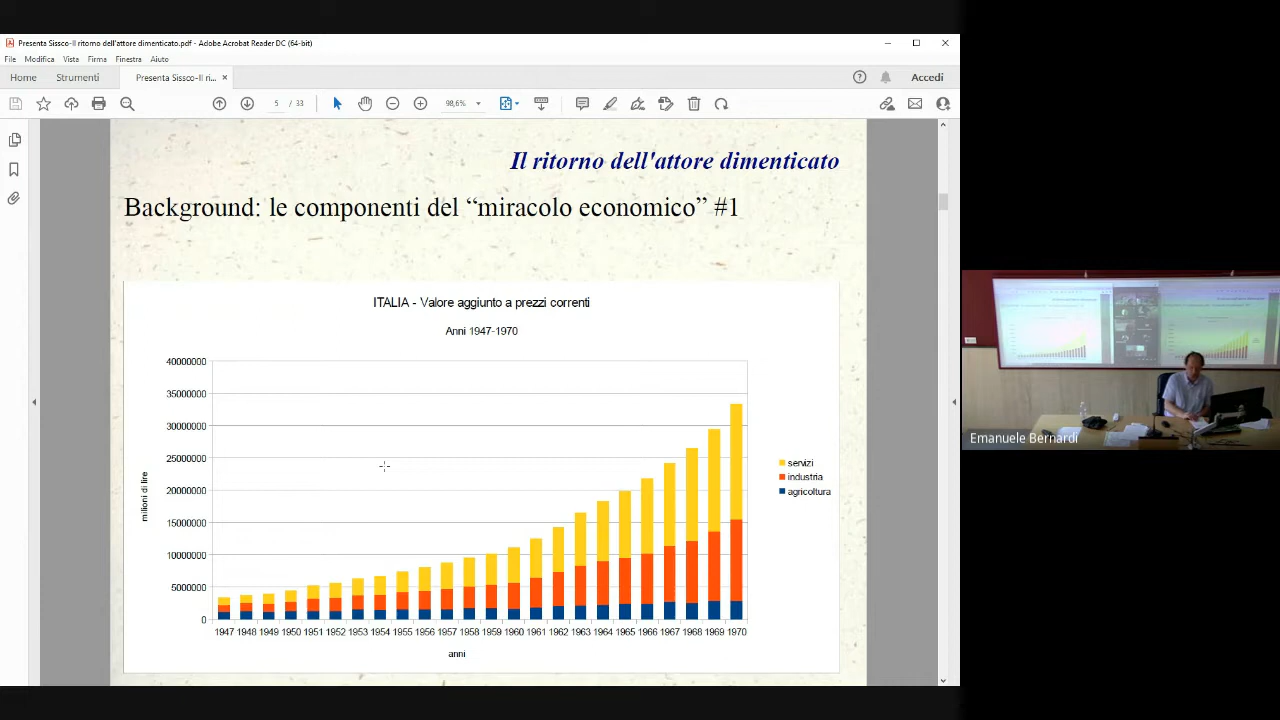 Presenta Sissco-Il ritorno dell'attore dimenticato.pdf - Adobe Acrobat Reader DC (64-bit)
File Modifica Vista Firma Finestra Aiuto
Home Strumenti Presenta Sissco-Il ri... × Accedi
5 / 33 98,6%
Il ritorno dell'attore dimenticato
Background: le componenti del “miracolo economico” #1
ITALIA - Valore aggiunto a prezzi correnti
Anni 1947-1970
40000000
35000000
30000000
25000000
20000000
15000000
10000000
5000000
0
milioni di lire
1947 1948 1949 1950 1951 1952 1953 1954 1955 1956 1957 1958 1959 1960 1961 1962 1963 1964 1965 1966 1967 1968 1969 1970
anni
servizi
industria
agricoltura
Emanuele Bernardi